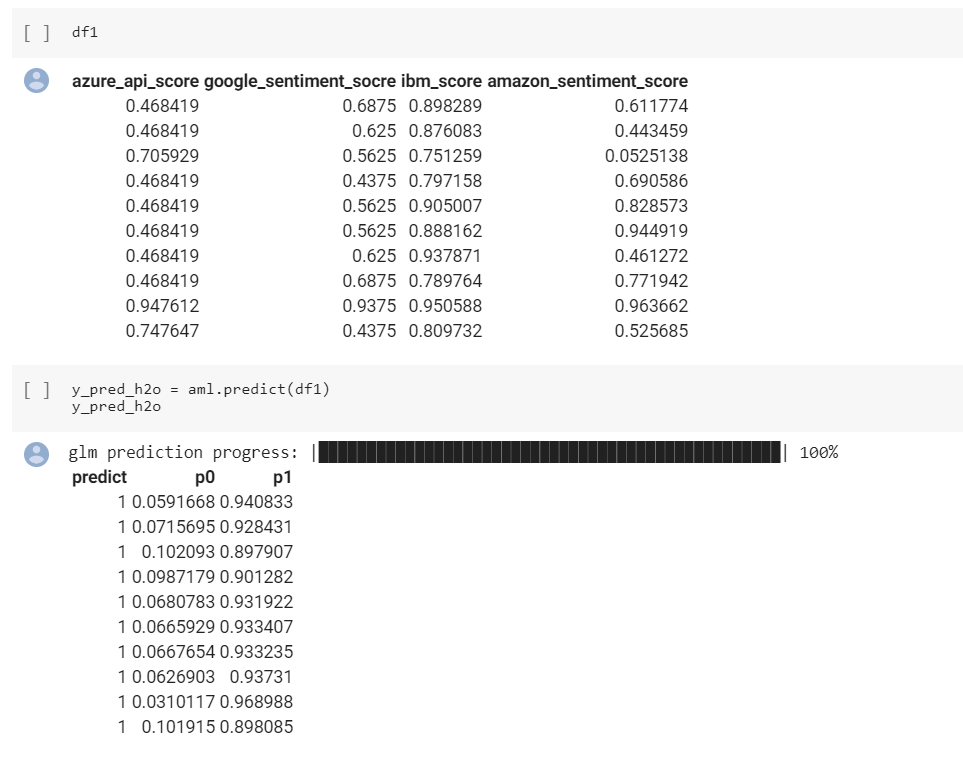 [ ] df1
azure_api_score google_sentiment_socre ibm_score amazon_sentiment_score
0.468419 0.6875 0.898289 0.611774
0.468419 0.625 0.876083 0.443459
0.705929 0.5625 0.751259 0.0525138
0.468419 0.4375 0.797158 0.690586
0.468419 0.5625 0.905007 0.828573
0.468419 0.5625 0.888162 0.944919
0.468419 0.625 0.937871 0.461272
0.468419 0.6875 0.789764 0.771942
0.947612 0.9375 0.950588 0.963662
0.747647 0.4375 0.809732 0.525685
[ ] y_pred_h2o = aml.predict(df1)
y_pred_h2o
glm prediction progress: |█████████████████████████████████████████████████| 100%
predict p0 p1
1 0.0591668 0.940833
1 0.0715695 0.928431
1 0.102093 0.897907
1 0.0987179 0.901282
1 0.0680783 0.931922
1 0.0665929 0.933407
1 0.0667654 0.933235
1 0.0626903 0.93731
1 0.0310117 0.968988
1 0.101915 0.898085